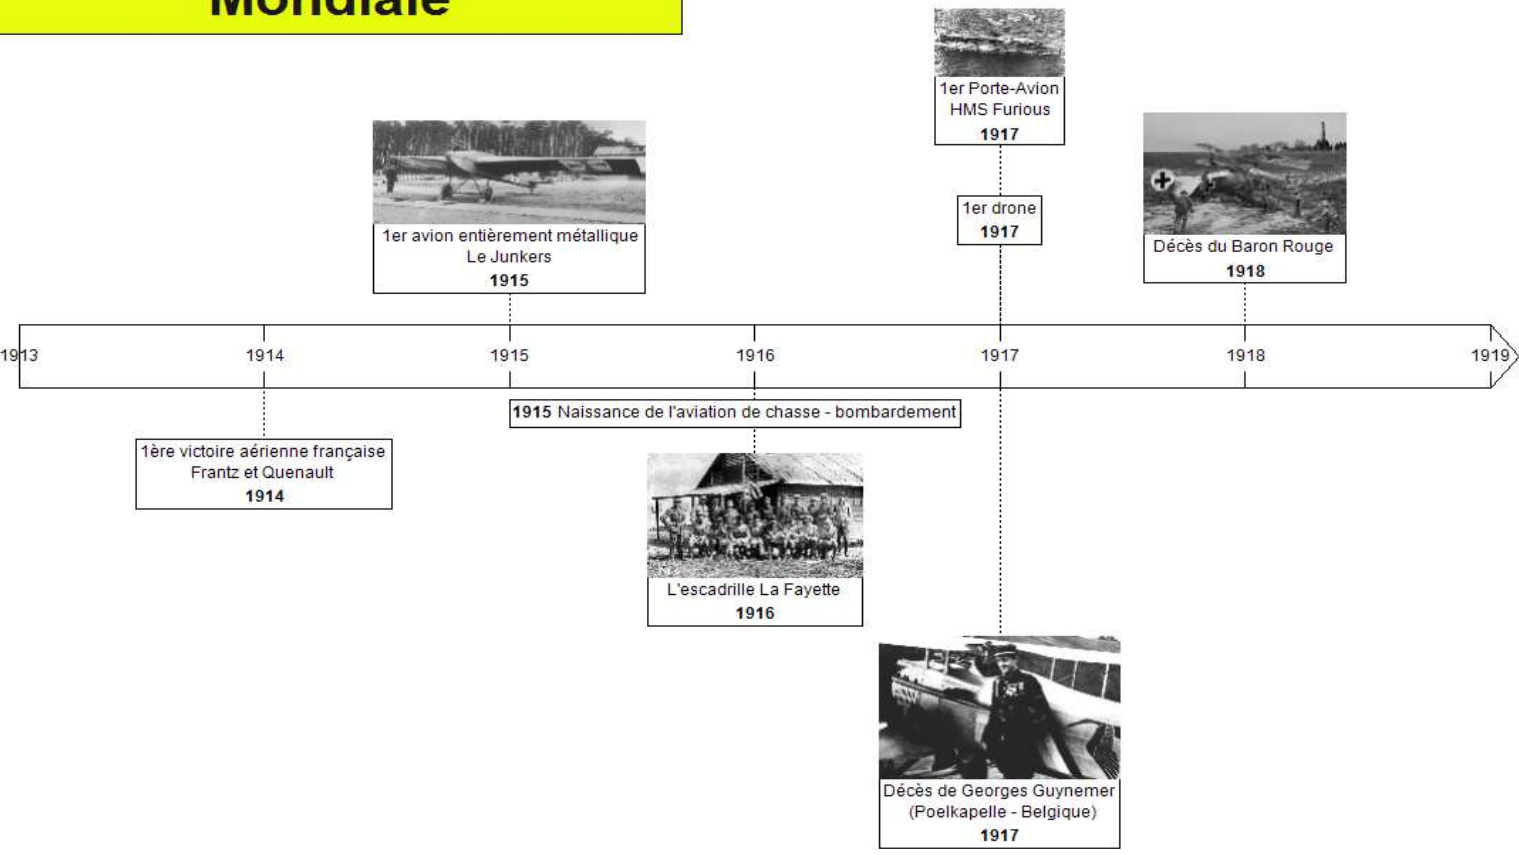 Mondiale
1er Porte-Avion
HMS Furious
1917
1er drone
1917
1er avion entièrement métallique
Le Junkers
1915
Décès du Baron Rouge
1918
1913
1914
1915
1916
1917
1918
1919
1915 Naissance de l'aviation de chasse - bombardement
1ère victoire aérienne française
Frantz et Quenault
1914
L'escadrille La Fayette
1916
Décès de Georges Guynemer
(Poelkapelle - Belgique)
1917